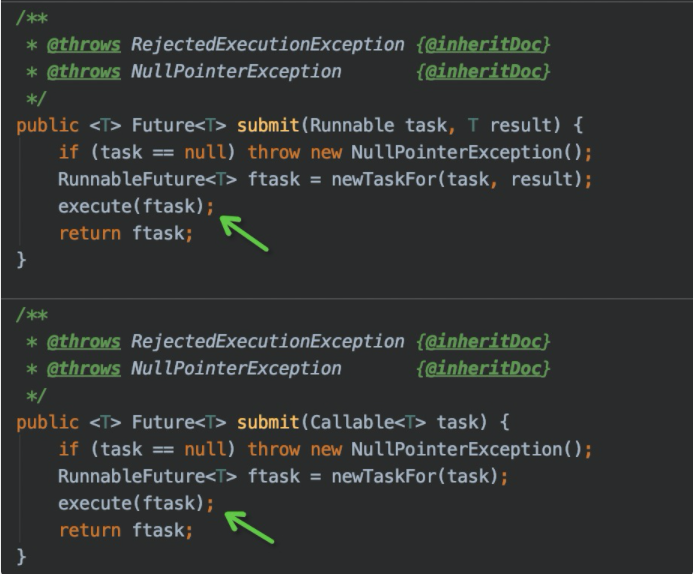 /**
 * @throws RejectedExecutionException {@inheritDoc}
 * @throws NullPointerException       {@inheritDoc}
 */
public <T> Future<T> submit(Runnable task, T result) {
    if (task == null) throw new NullPointerException();
    RunnableFuture<T> ftask = newTaskFor(task, result);
    execute(ftask);
    return ftask;
}
/**
 * @throws RejectedExecutionException {@inheritDoc}
 * @throws NullPointerException       {@inheritDoc}
 */
public <T> Future<T> submit(Callable<T> task) {
    if (task == null) throw new NullPointerException();
    RunnableFuture<T> ftask = newTaskFor(task);
    execute(ftask);
    return ftask;
}